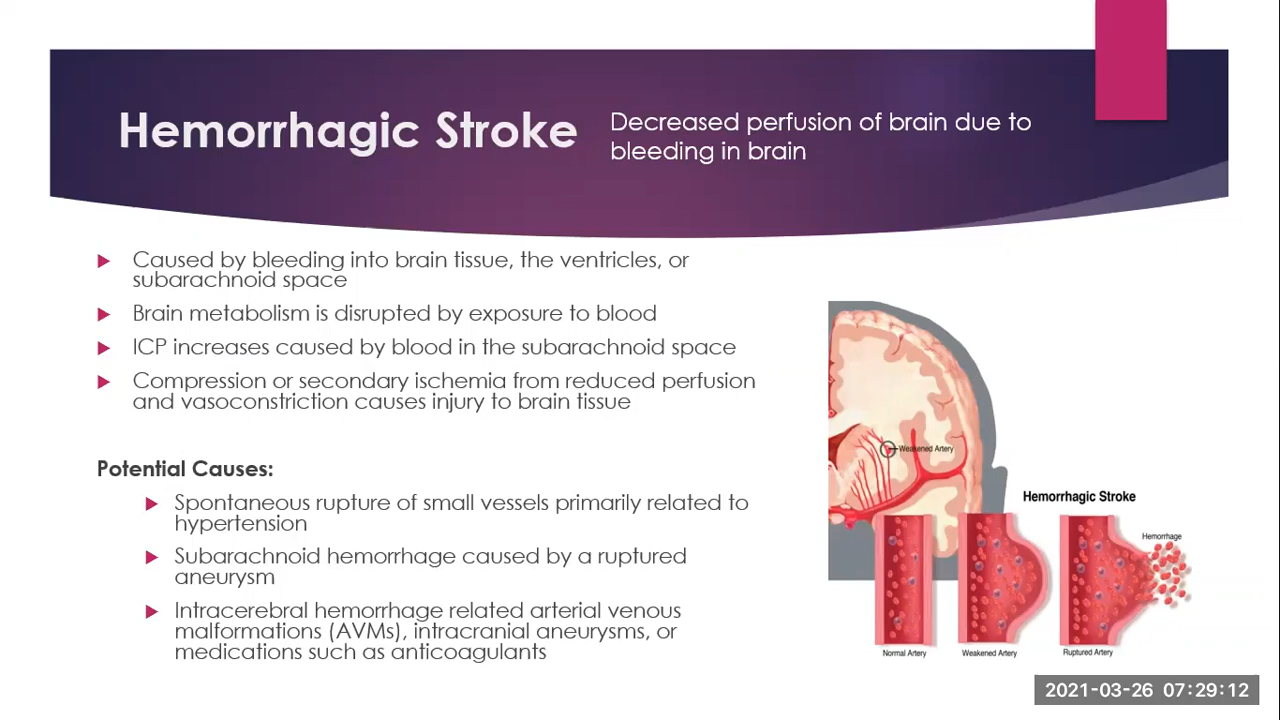 Hemorrhagic Stroke
Decreased perfusion of brain due to
bleeding in brain
Caused by bleeding into brain tissue, the ventricles, or
subarachnoid space
Brain metabolism is disrupted by exposure to blood
ICP increases caused by blood in the subarachnoid space
Compression or secondary ischemia from reduced perfusion
and vasoconstriction causes injury to brain tissue
Potential Causes:
Spontaneous rupture of small vessels primarily related to
hypertension
Subarachnoid hemorrhage caused by a ruptured
aneurysm
Intracerebral hemorrhage related arterial venous
malformations (AVMs), intracranial aneurysms, or
medications such as anticoagulants
Weakened Artery
Hemorrhagic Stroke
Hemorrhage
Normal Artery
Weakened Artery
Ruptured Artery
2021-03-26 07:29:12